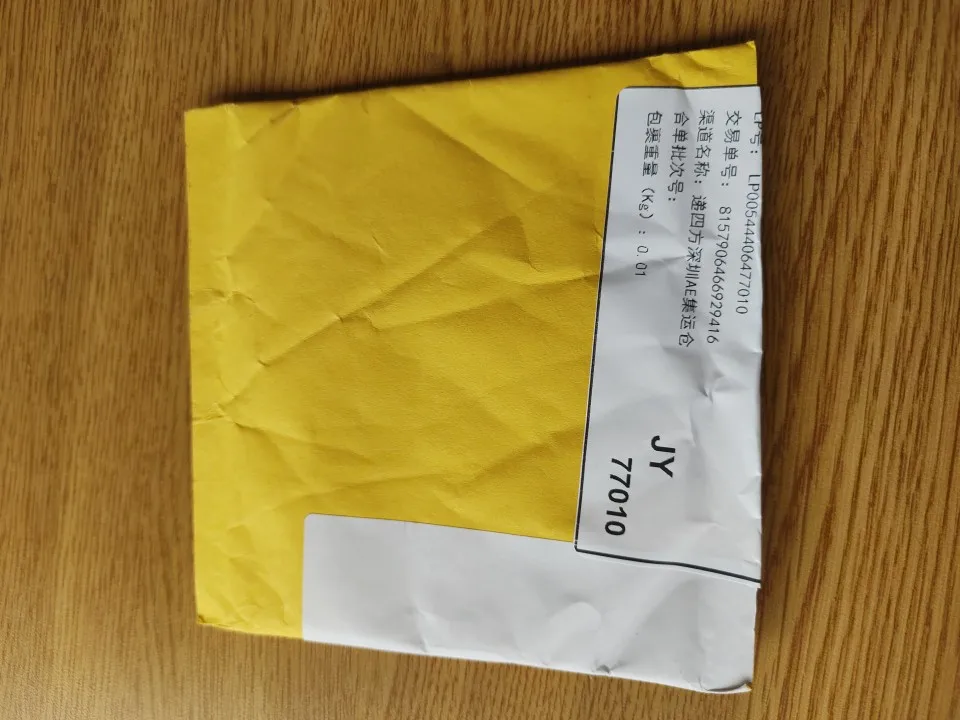 LP号: LP00544406477010
交易单号: 8157906466929416
渠道名称: 递四方深圳AE集运仓
合单批次号:
包裹重量 (Kg) : 0.01
JY
77010